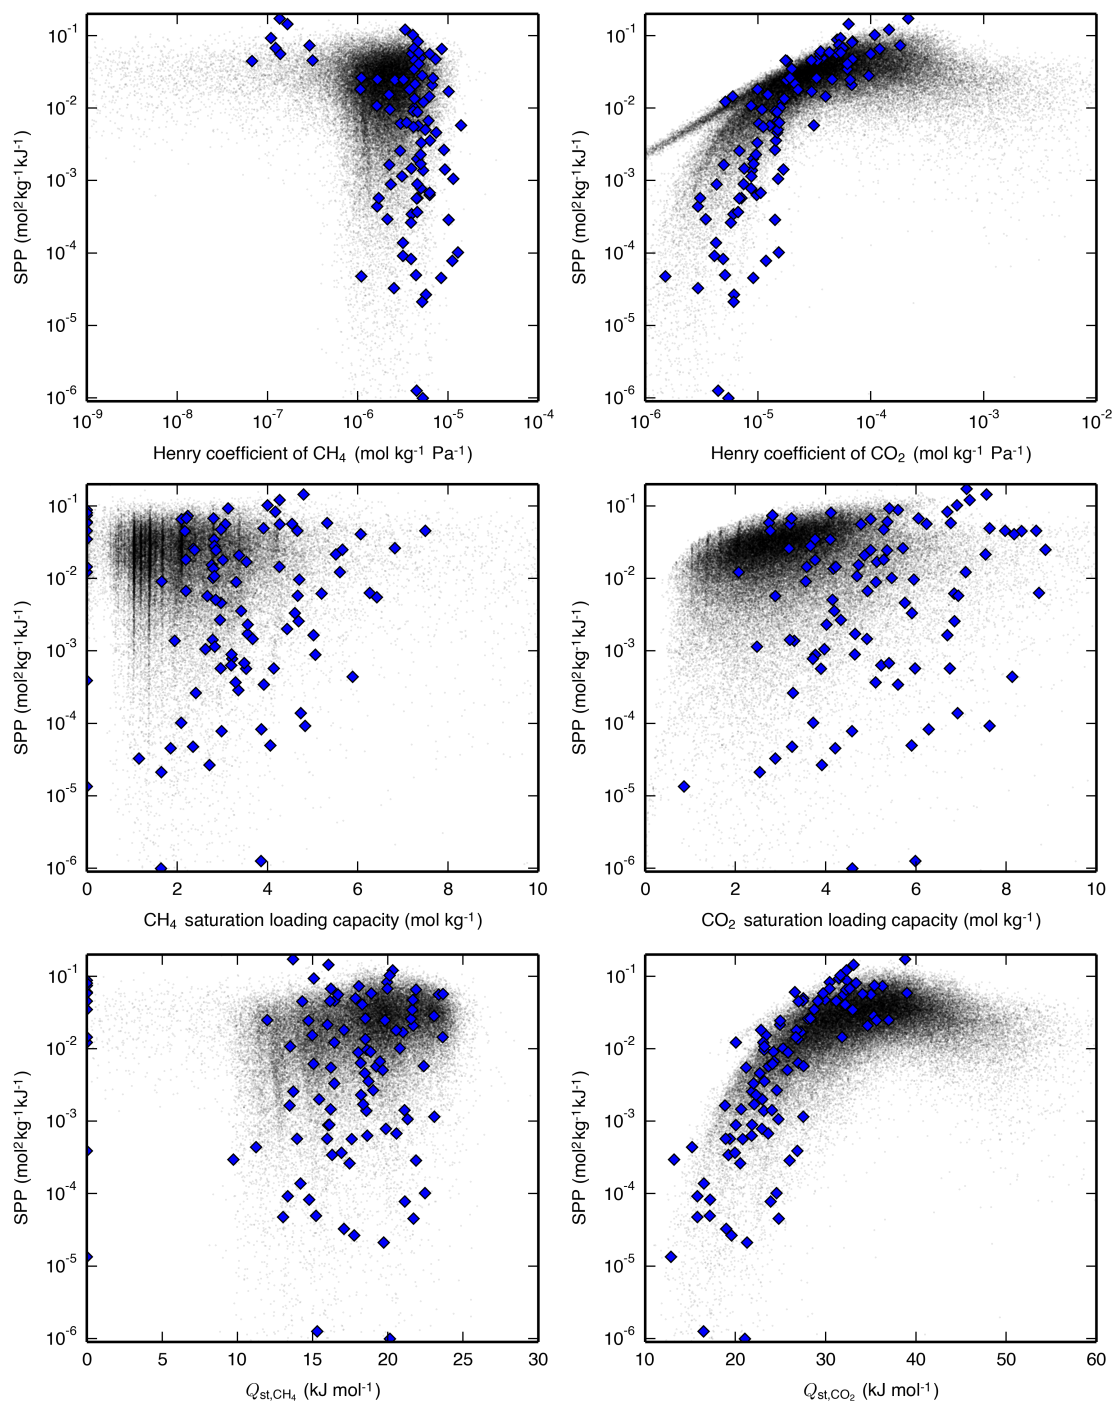 10⁻¹ 10⁻¹
10⁻² 10⁻²
10⁻³ 10⁻³
10⁻⁴ 10⁻⁴
10⁻⁵ 10⁻⁵
10⁻⁶ 10⁻⁶
SPP (mol²kg⁻¹kJ⁻¹) SPP (mol²kg⁻¹kJ⁻¹)
10⁻⁹ 10⁻⁸ 10⁻⁷ 10⁻⁶ 10⁻⁵ 10⁻⁴ 10⁻⁶ 10⁻⁵ 10⁻⁴ 10⁻³ 10⁻²
Henry coefficient of CH₄ (mol kg⁻¹ Pa⁻¹) Henry coefficient of CO₂ (mol kg⁻¹ Pa⁻¹)
10⁻¹ 10⁻¹
10⁻² 10⁻²
10⁻³ 10⁻³
10⁻⁴ 10⁻⁴
10⁻⁵ 10⁻⁵
10⁻⁶ 10⁻⁶
SPP (mol²kg⁻¹kJ⁻¹) SPP (mol²kg⁻¹kJ⁻¹)
0 2 4 6 8 10 0 2 4 6 8 10
CH₄ saturation loading capacity (mol kg⁻¹) CO₂ saturation loading capacity (mol kg⁻¹)
10⁻¹ 10⁻¹
10⁻² 10⁻²
10⁻³ 10⁻³
10⁻⁴ 10⁻⁴
10⁻⁵ 10⁻⁵
10⁻⁶ 10⁻⁶
SPP (mol²kg⁻¹kJ⁻¹) SPP (mol²kg⁻¹kJ⁻¹)
0 5 10 15 20 25 30 10 20 30 40 50 60
Qst,CH₄ (kJ mol⁻¹) Qst,CO₂ (kJ mol⁻¹)